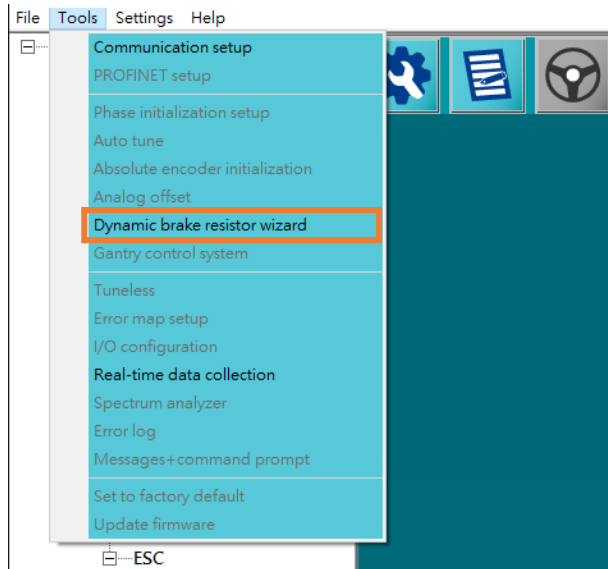 File Tools Settings Help
Communication setup
PROFINET setup
Phase initialization setup
Auto tune
Absolute encoder initialization
Analog offset
Dynamic brake resistor wizard
Gantry control system
Tuneless
Error map setup
I/O configuration
Real-time data collection
Spectrum analyzer
Error log
Messages+command prompt
Set to factory default
Update firmware
ESC